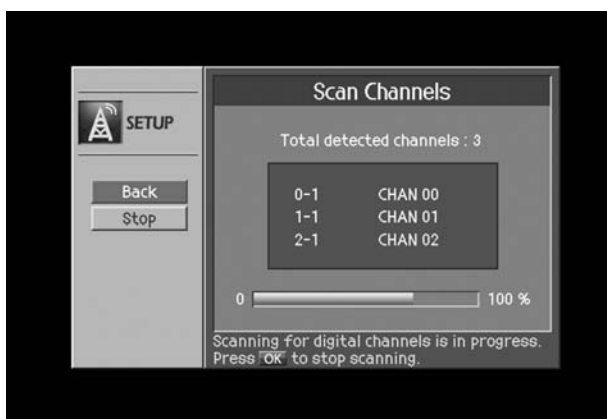 SETUP
Back
Stop
Scan Channels
Total detected channels : 3
0-1 CHAN 00
1-1 CHAN 01
2-1 CHAN 02
0 100 %
Scanning for digital channels is in progress.
Press OK to stop scanning.